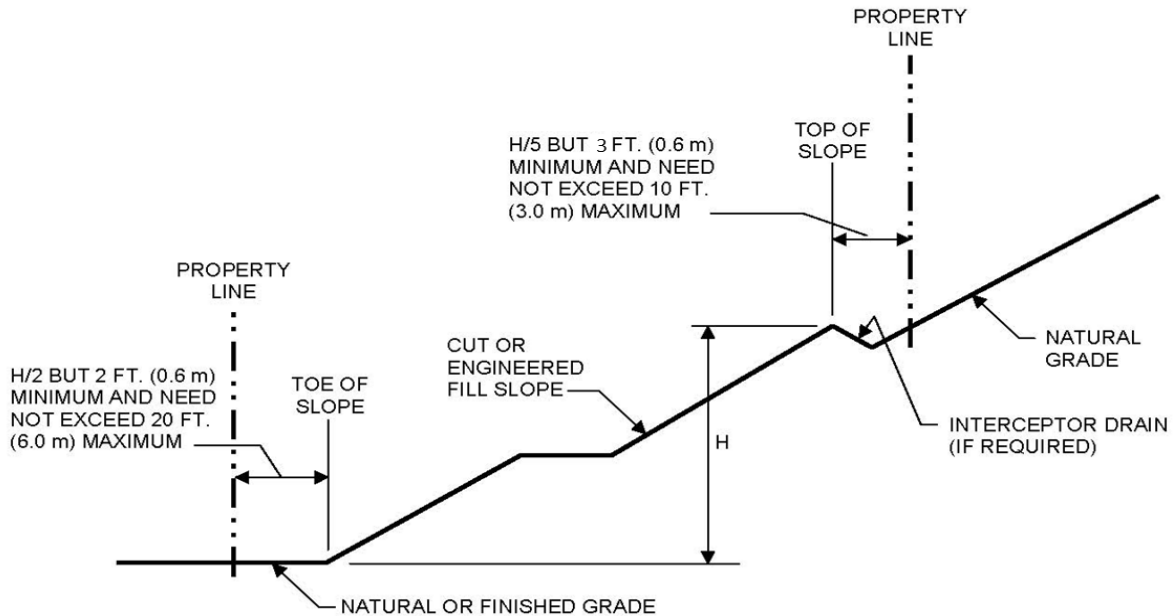 PROPERTY
LINE
H/5 BUT 3 FT. (0.6 m)
MINIMUM AND NEED
NOT EXCEED 10 FT.
(3.0 m) MAXIMUM
TOP OF
SLOPE
PROPERTY
LINE
H/2 BUT 2 FT. (0.6 m)
MINIMUM AND NEED
NOT EXCEED 20 FT.
(6.0 m) MAXIMUM
TOE OF
SLOPE
CUT OR
ENGINEERED
FILL SLOPE
H
NATURAL
GRADE
INTERCEPTOR DRAIN
(IF REQUIRED)
NATURAL OR FINISHED GRADE